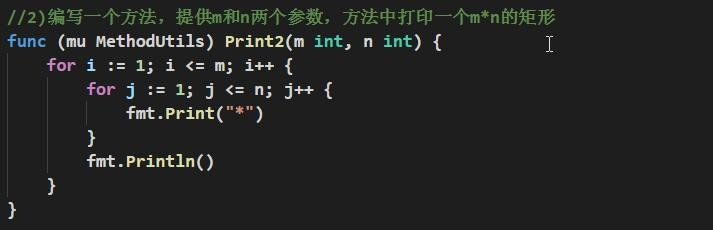 //2)编写一个方法，提供m和n两个参数，方法中打印一个m*n的矩形
func (mu MethodUtils) Print2(m int, n int) {
    for i := 1; i <= m; i++ {
        for j := 1; j <= n; j++ {
            fmt.Print("*")
        }
        fmt.Println()
    }
}